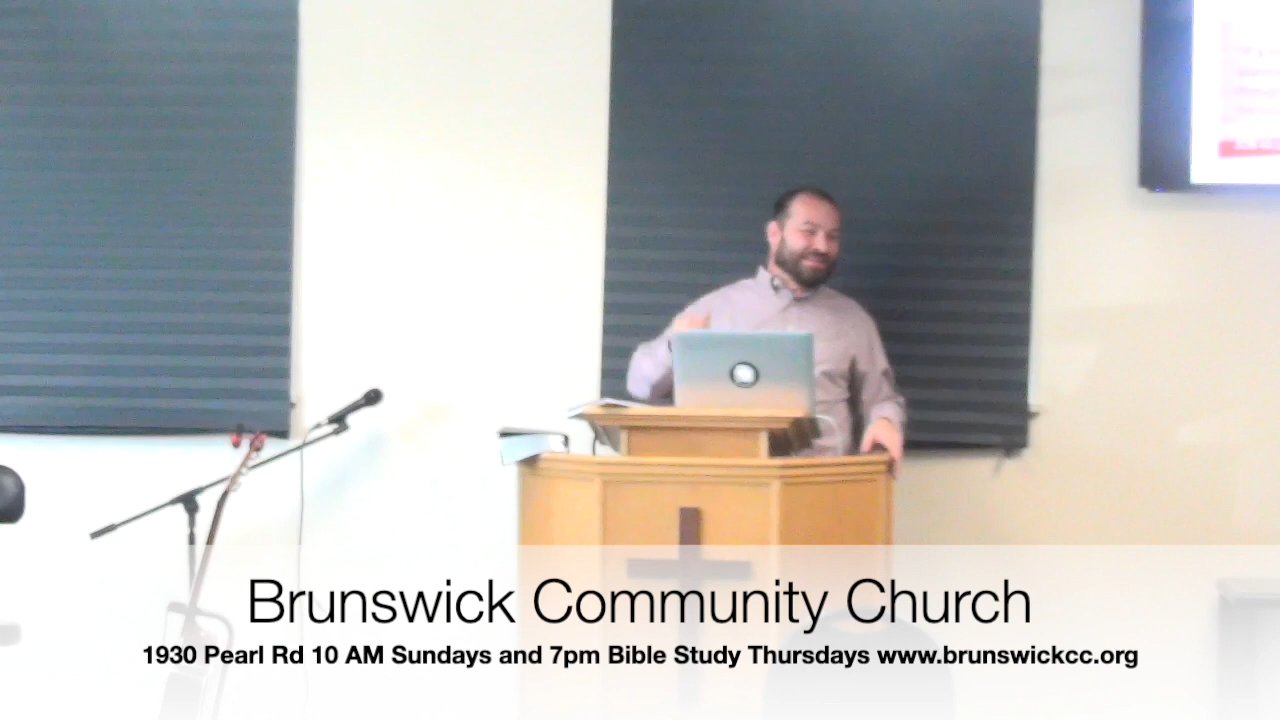 Brunswick Community Church
1930 Pearl Rd 10 AM Sundays and 7pm Bible Study Thursdays www.brunswickcc.org